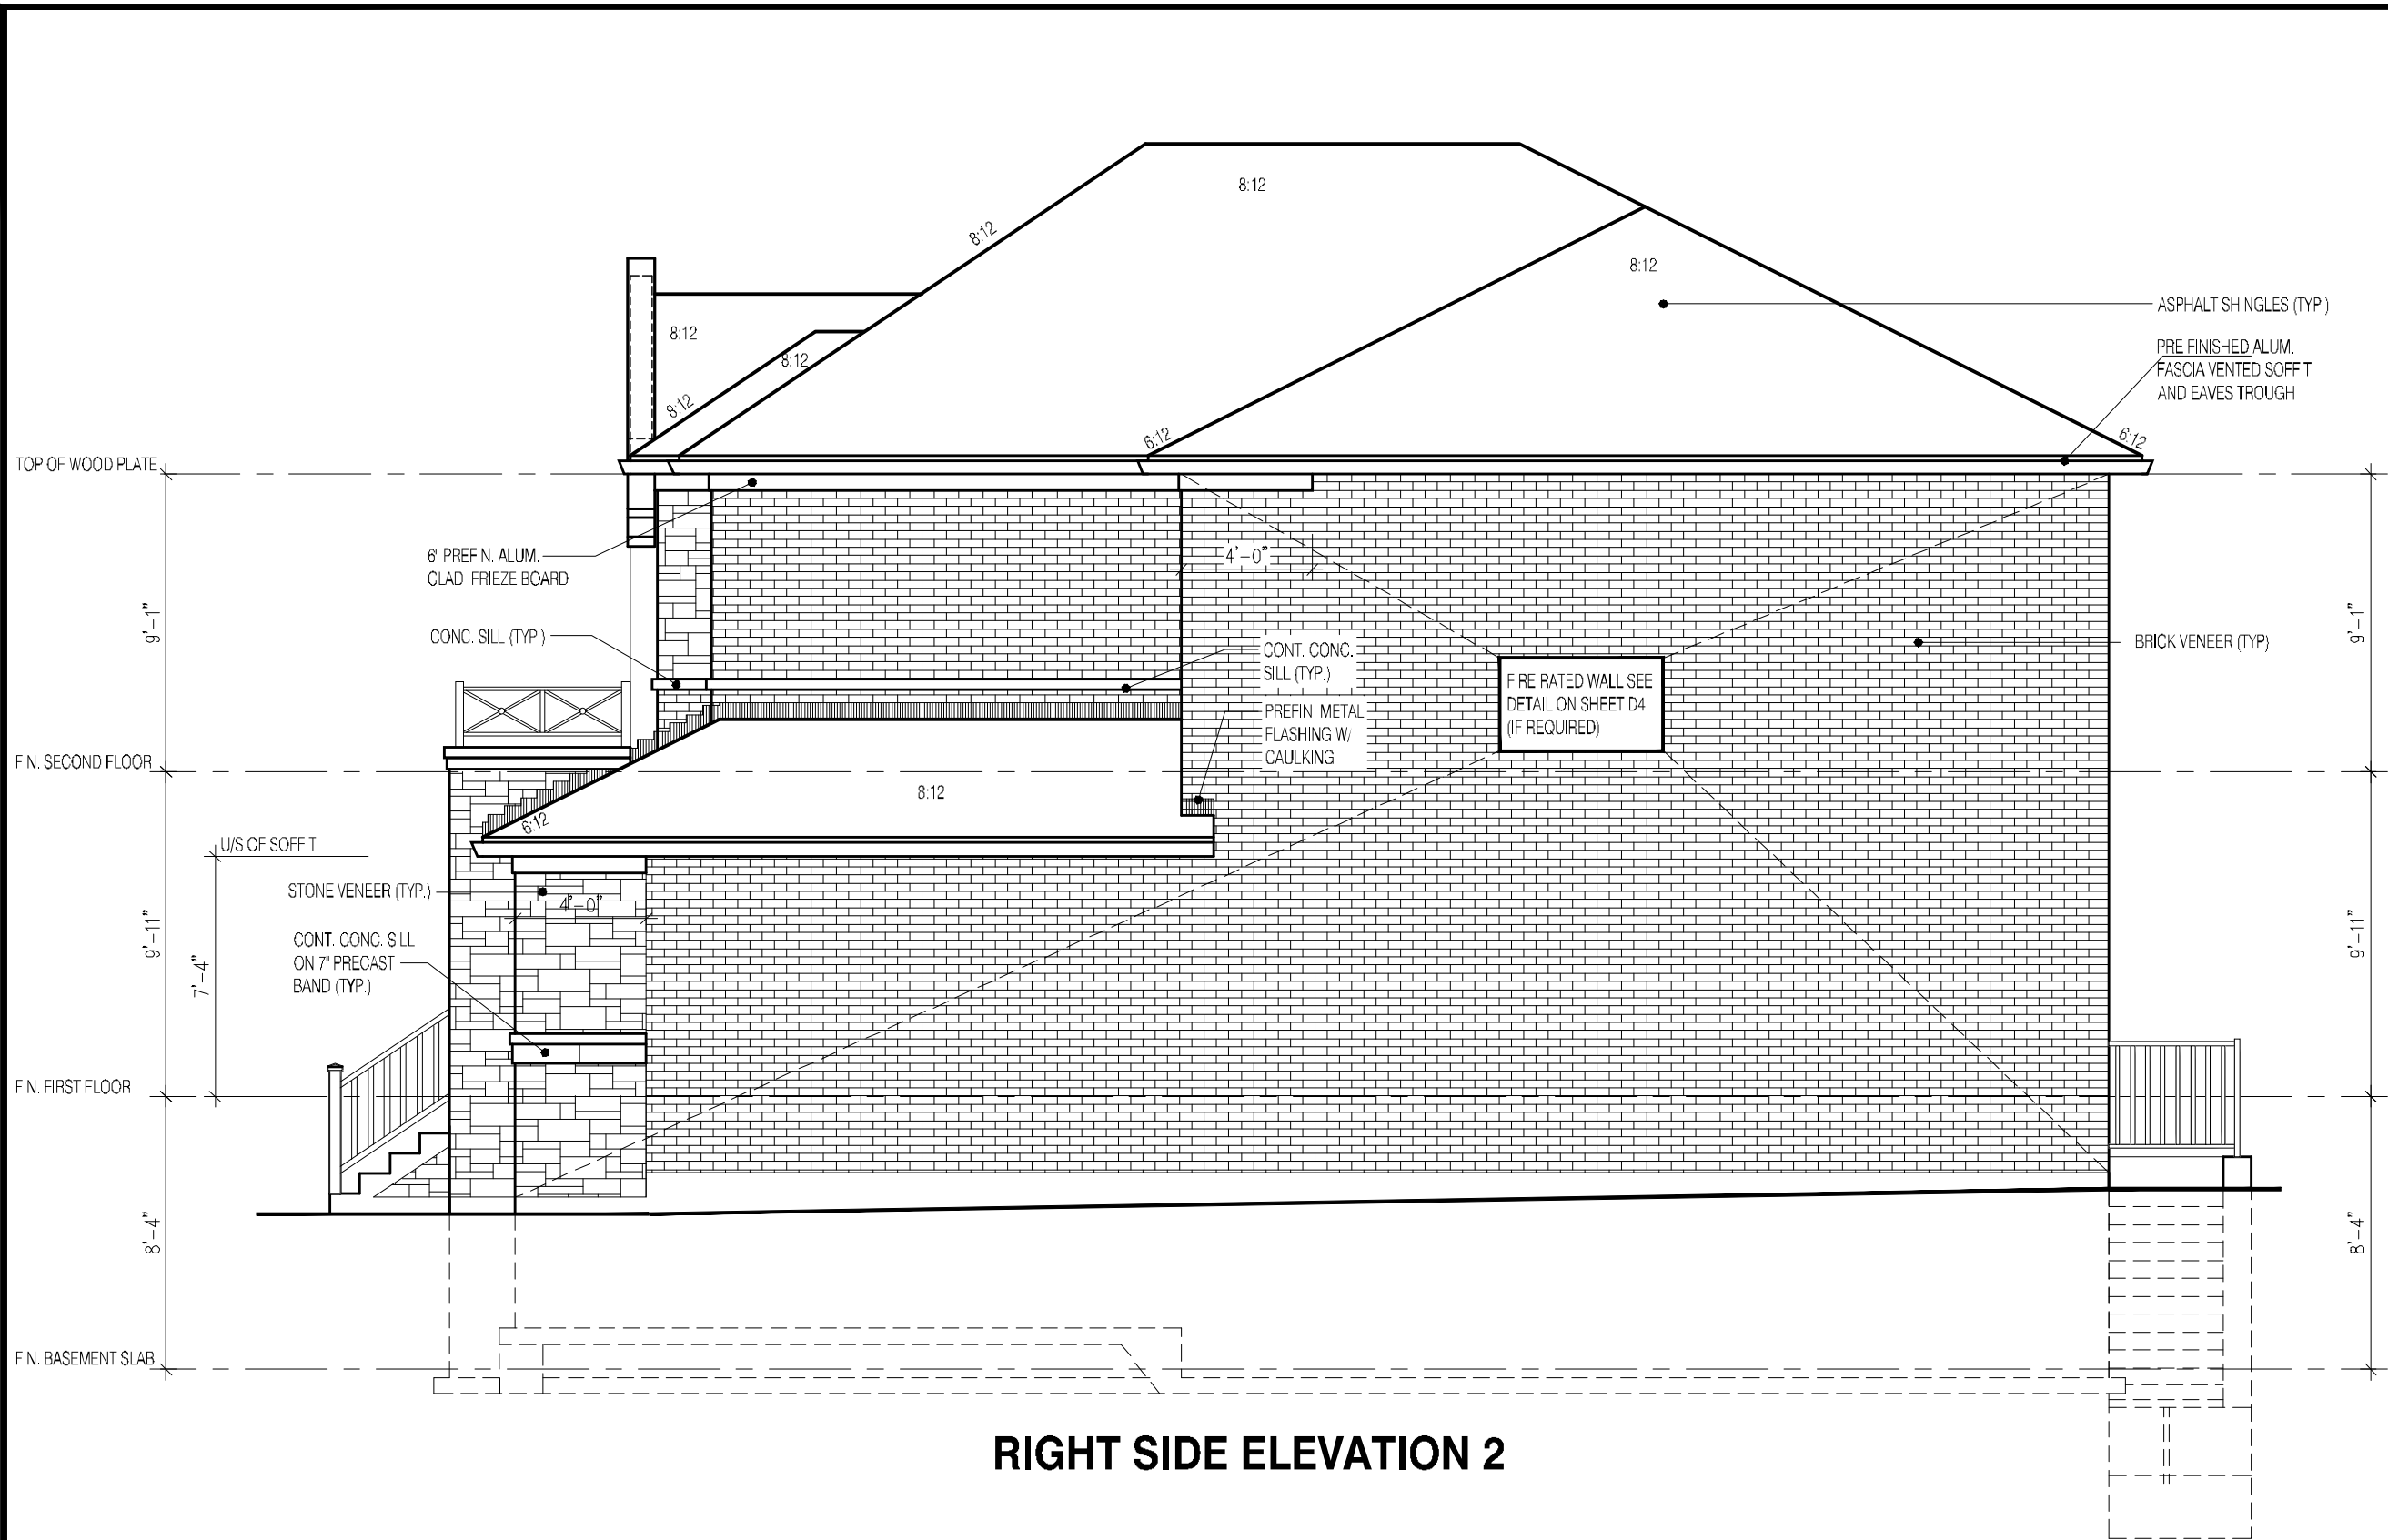 8:12
8:12
8:12
8:12
8:12
8:12
ASPHALT SHINGLES (TYP.)
PRE FINISHED ALUM.
FASCIA VENTED SOFFIT
AND EAVES TROUGH
6:12
6:12
TOP OF WOOD PLATE
6' PREFIN. ALUM.
CLAD FRIEZE BOARD
4'-0"
9'-1"
9'-1"
CONC. SILL (TYP.)
CONT. CONC.
SILL (TYP.)
BRICK VENEER (TYP)
FIRE RATED WALL SEE
DETAIL ON SHEET D4
(IF REQUIRED)
PREFIN. METAL
FLASHING W/
CAULKING
FIN. SECOND FLOOR
8:12
6:12
U/S OF SOFFIT
STONE VENEER (TYP.)
4'-0"
CONT. CONC. SILL
ON 7" PRECAST
BAND (TYP.)
9'-11"
7'-4"
9'-11"
FIN. FIRST FLOOR
8'-4"
8'-4"
FIN. BASEMENT SLAB
RIGHT SIDE ELEVATION 2